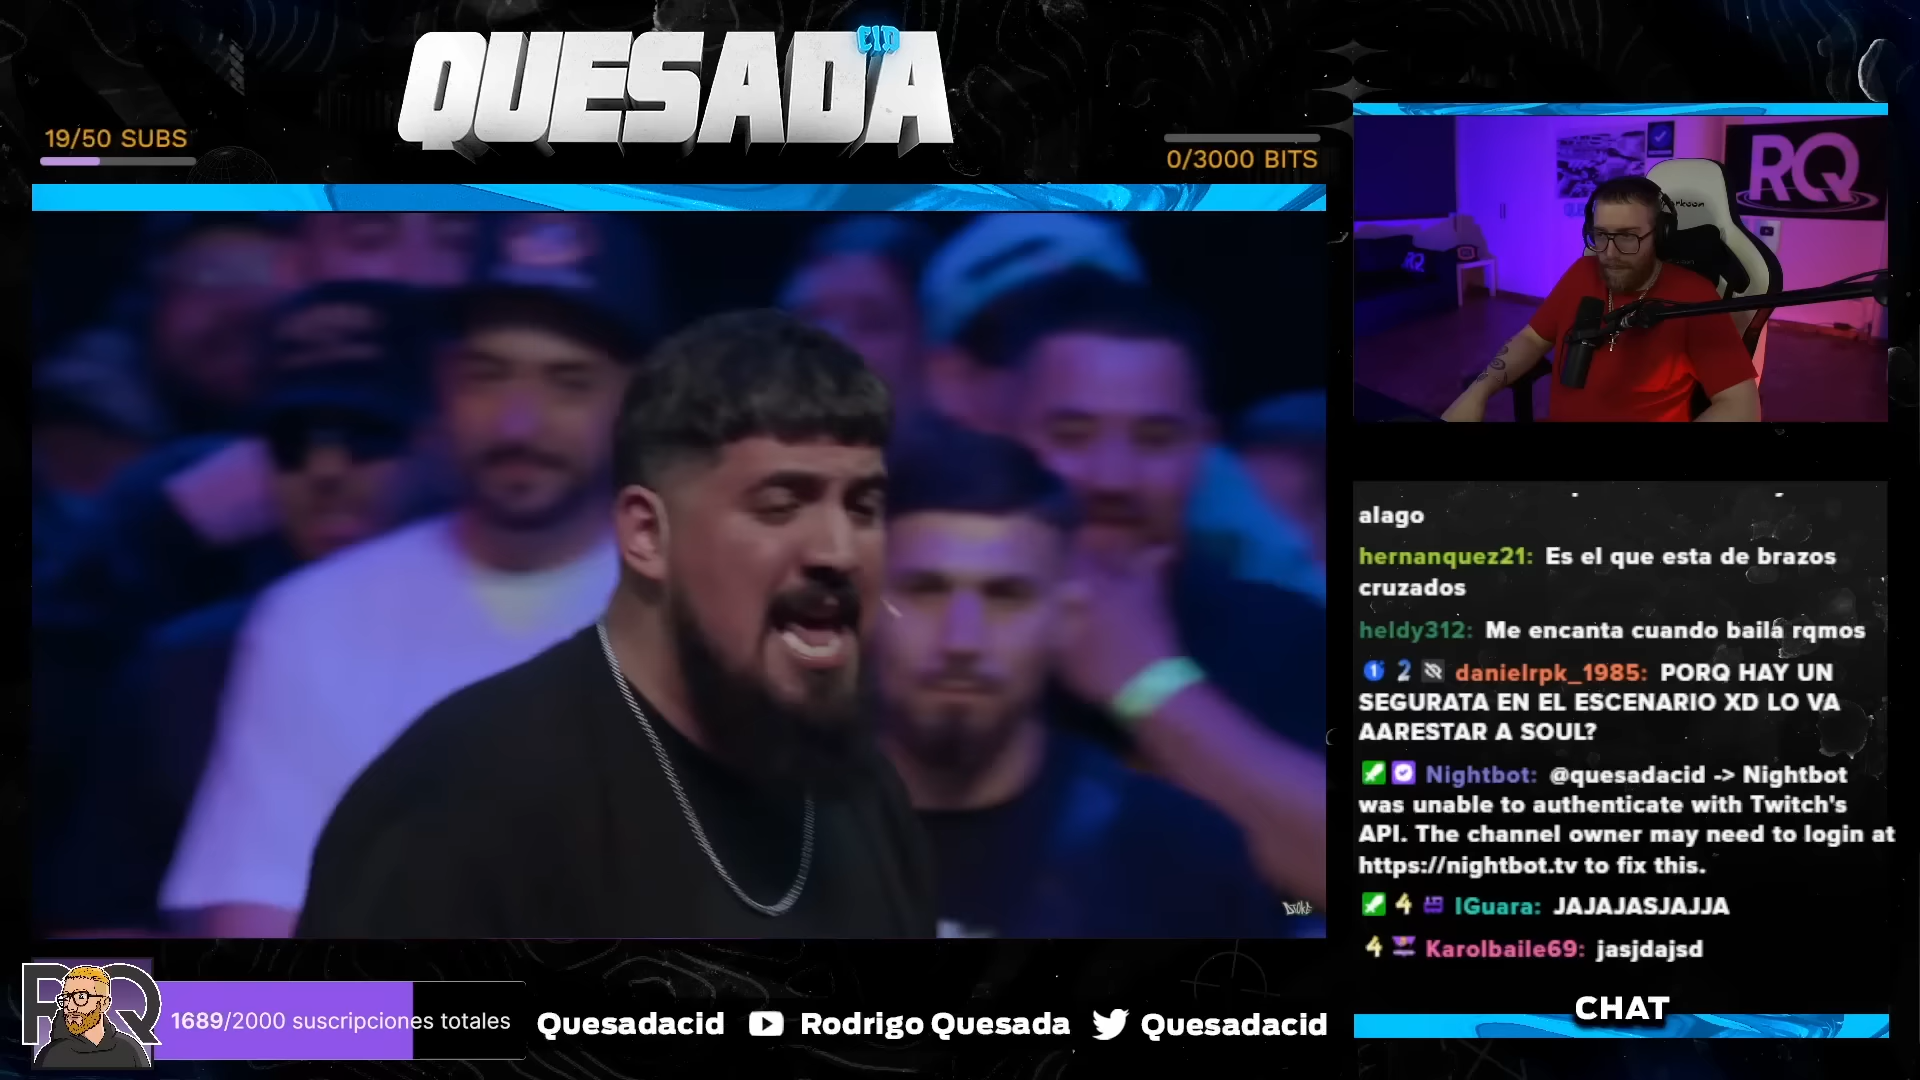 QUESADA
CID
19/50 SUBS
0/3000 BITS
RQ
RQ
alago
hernanquez21: Es el que esta de brazos
cruzados
heldy312: Me encanta cuando baila rqmos
1 2 danielrpk_1985: PORQ HAY UN
SEGURATA EN EL ESCENARIO XD LO VA
AARESTAR A SOUL?
Nightbot: @quesadacid -> Nightbot
was unable to authenticate with Twitch's
API. The channel owner may need to login at
https://nightbot.tv to fix this.
4 IGuara: JAJAJASJAJJA
4 Karolbaile69: jasjdajsd
CHAT
RQ
1689/2000 suscripciones totales
Quesadacid
Rodrigo Quesada
Quesadacid